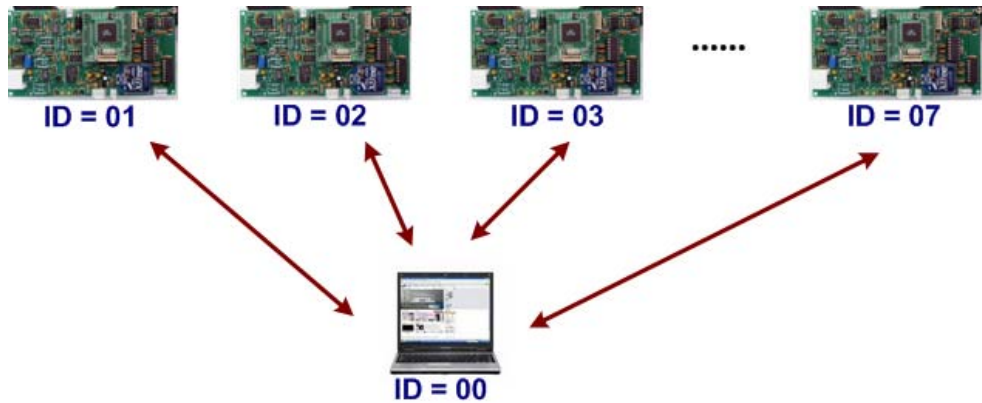 ID = 01
ID = 02
ID = 03
......
ID = 07
ID = 00